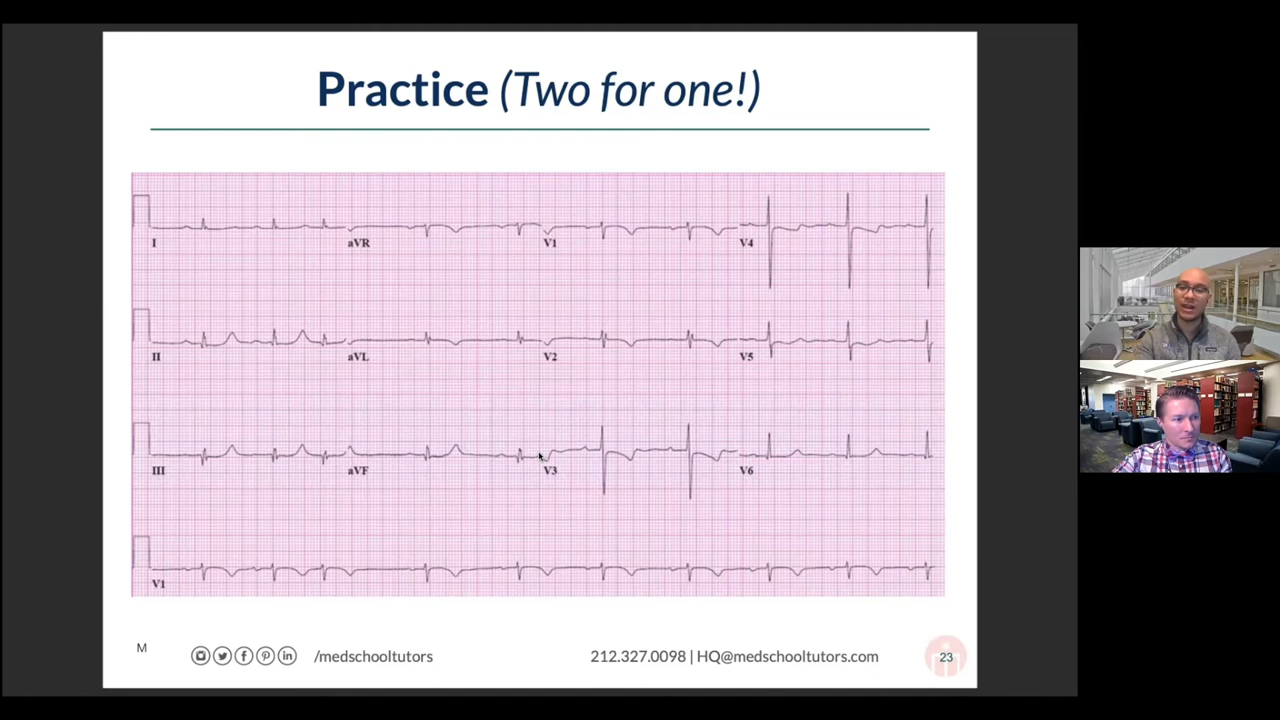 Practice (Two for one!)
I aVR V1 V4
II aVL V2 V5
III aVF V3 V6
V1
M /medschooltutors 212.327.0098 | HQ@medschooltutors.com 23